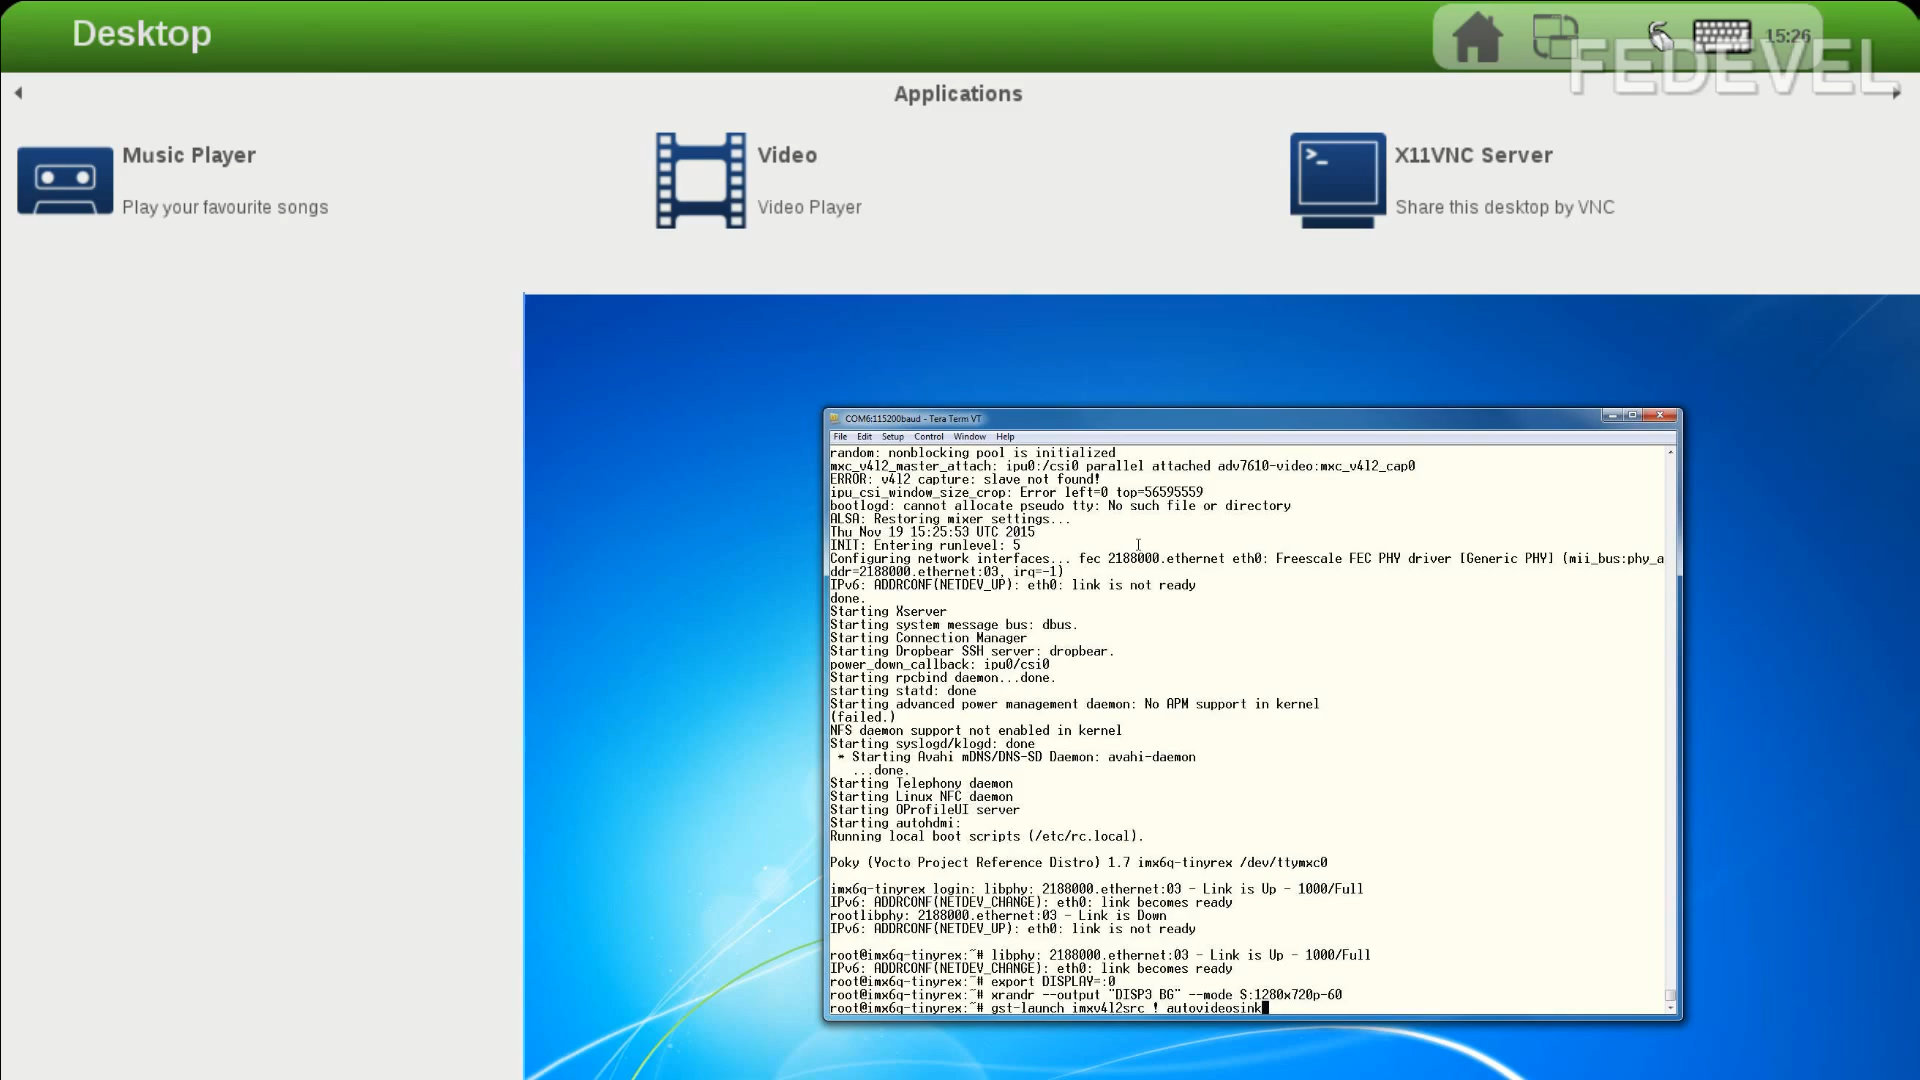 Desktop
15:26
FEDEVEL
Applications
Music Player
Play your favourite songs
Video
Video Player
X11VNC Server
Share this desktop by VNC
COM6:115200baud - Tera Term VT
File Edit Setup Control Window Help
random: nonblocking pool is initialized
mxc_v4l2_master_attach: ipu0:/csi0 parallel attached adv7610-video:mxc_v4l2_cap0
ERROR: v4l2 capture: slave not found!
ipu_csi_window_size_crop: Error left=0 top=56595559
bootlogd: cannot allocate pseudo tty: No such file or directory
ALSA: Restoring mixer settings...
Thu Nov 19 15:25:53 UTC 2015
INIT: Entering runlevel: 5
Configuring network interfaces... fec 2188000.ethernet eth0: Freescale FEC PHY driver [Generic PHY] (mii_bus:phy_a
ddr=2188000.ethernet:03, irq=-1)
IPv6: ADDRCONF(NETDEV_UP): eth0: link is not ready
done.
Starting Xserver
Starting system message bus: dbus.
Starting Connection Manager
Starting Dropbear SSH server: dropbear.
power_down_callback: ipu0/csi0
Starting rpcbind daemon...done.
starting statd: done
Starting advanced power management daemon: No APM support in kernel
(failed.)
NFS daemon support not enabled in kernel
Starting syslogd/klogd: done
* Starting Avahi mDNS/DNS-SD Daemon: avahi-daemon
...done.
Starting Telephony daemon
Starting Linux NFC daemon
Starting OProfileUI server
Starting autohdmi:
Running local boot scripts (/etc/rc.local).
Poky (Yocto Project Reference Distro) 1.7 imx6q-tinyrex /dev/ttymxc0
imx6q-tinyrex login: libphy: 2188000.ethernet:03 - Link is Up - 1000/Full
IPv6: ADDRCONF(NETDEV_CHANGE): eth0: link becomes ready
rootlibphy: 2188000.ethernet:03 - Link is Down
IPv6: ADDRCONF(NETDEV_UP): eth0: link is not ready
root@imx6q-tinyrex:~# libphy: 2188000.ethernet:03 - Link is Up - 1000/Full
IPv6: ADDRCONF(NETDEV_CHANGE): eth0: link becomes ready
root@imx6q-tinyrex:~# export DISPLAY=:0
root@imx6q-tinyrex:~# xrandr --output "DISP3 BG" --mode S:1280x720p-60
root@imx6q-tinyrex:~# gst-launch imxv4l2src ! autovideosink